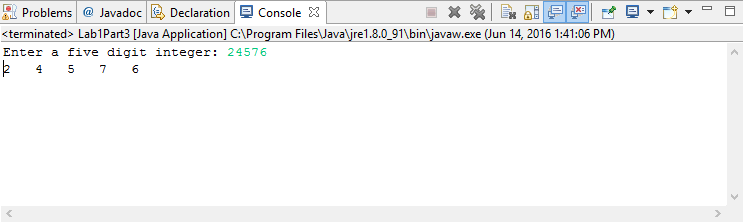 Problems @ Javadoc Declaration Console
<terminated> Lab1Part3 [Java Application] C:\Program Files\Java\jre1.8.0_91\bin\javaw.exe (Jun 14, 2016 1:41:06 PM)
Enter a five digit integer: 24576
2 4 5 7 6